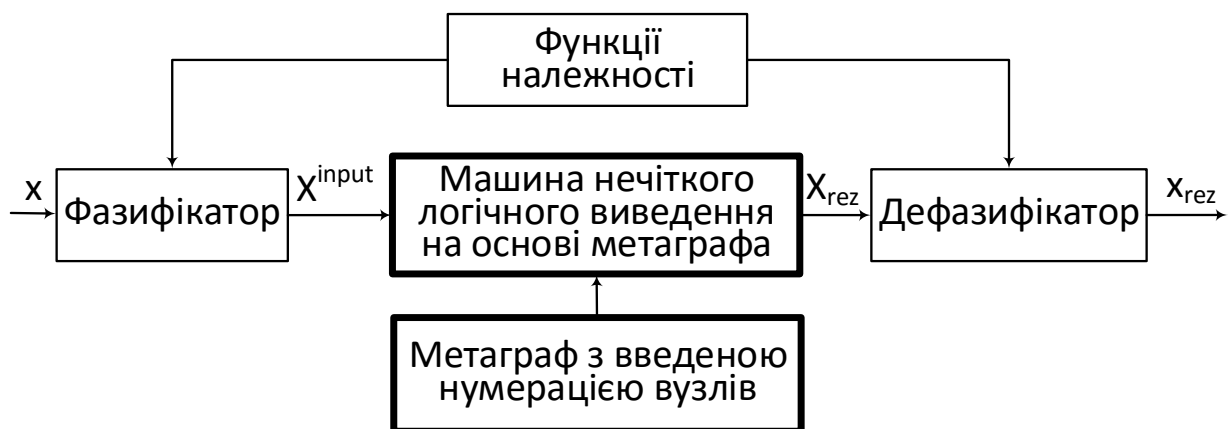 Функції
належності
x
Фазифікатор
X^input
Машина нечіткого
логічного виведення
на основі метаграфа
X_rez
Дефазифікатор
x_rez
Метаграф з введеною
нумерацією вузлів